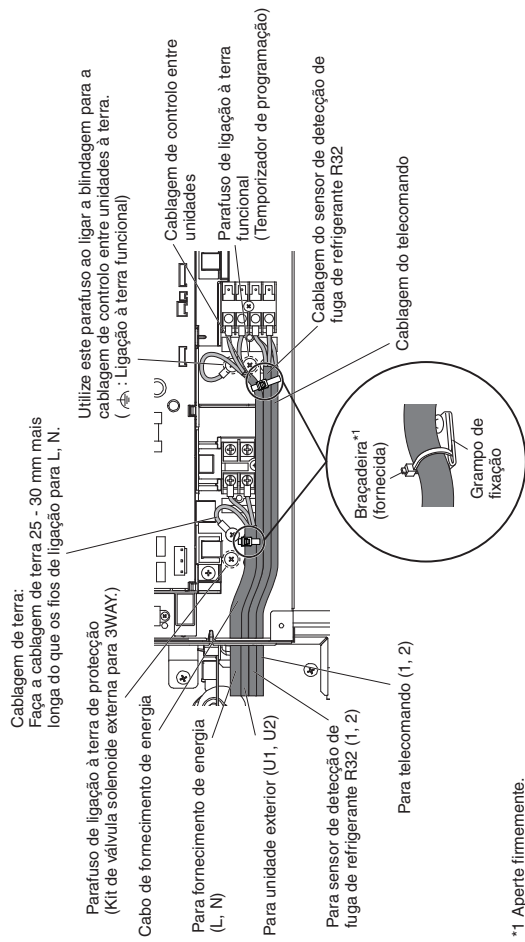 Cablagem de terra:
Faça a cablagem de terra 25 - 30 mm mais
longa do que os fios de ligação para L, N.
Utilize este parafuso ao ligar a blindagem para a
cablagem de controlo entre unidades à terra.
( : Ligação à terra funcional)
Parafuso de ligação à terra de protecção
(Kit de válvula solenoide externa para 3WAY.)
Cabo de fornecimento de energia
Para fornecimento de energia
(L, N)
Para unidade exterior (U1, U2)
Para sensor de detecção de
fuga de refrigerante R32 (1, 2)
Para telecomando (1, 2)
Cablagem de controlo entre
unidades
Parafuso de ligação à terra
funcional
(Temporizador de programação)
Cablagem do sensor de detecção de
fuga de refrigerante R32
Cablagem do telecomando
Braçadeira*1
(fornecida)
Grampo de
fixação
*1 Aperte firmemente.